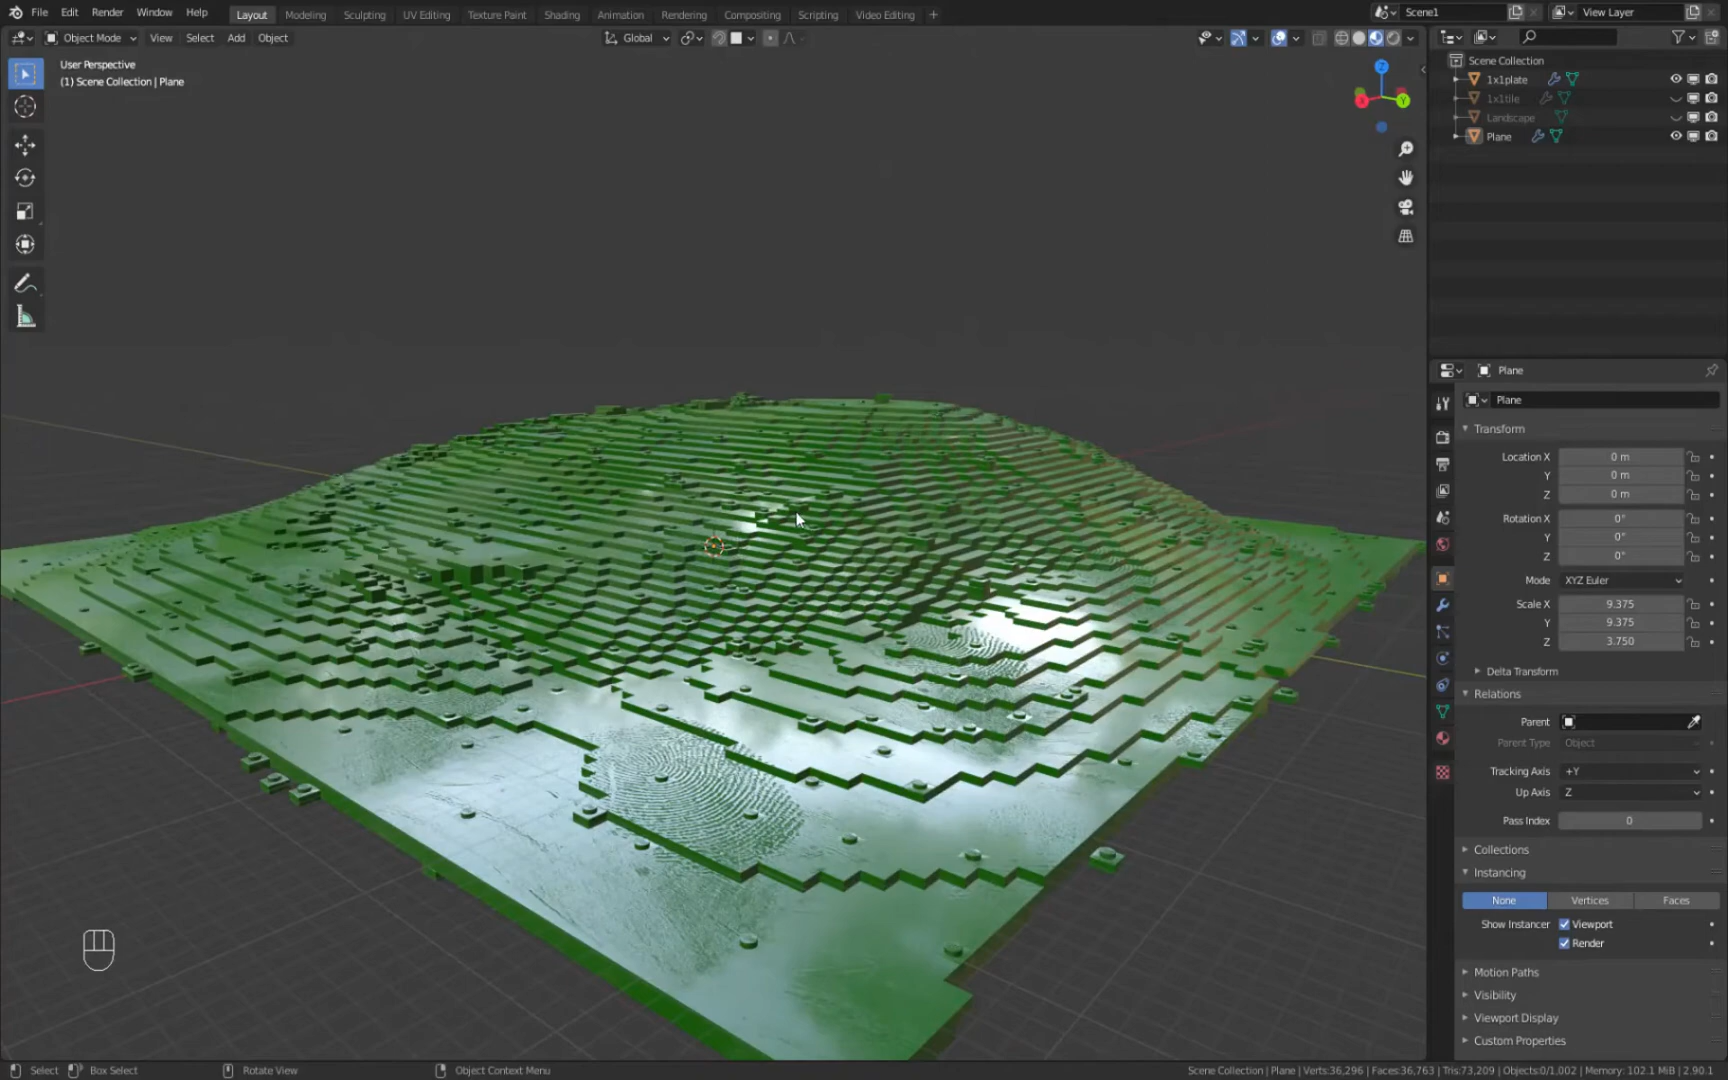 File Edit Render Window Help Layout Modeling Sculpting UV Editing Texture Paint Shading Animation Rendering Compositing Scripting Video Editing + Scene1 View Layer
Object Mode View Select Add Object Global
User Perspective
(1) Scene Collection | Plane
Z
X
Y
Scene Collection
1x1plate
1x1tile
Landscape
Plane
Plane
Plane
Transform
Location X 0 m
Y 0 m
Z 0 m
Rotation X 0°
Y 0°
Z 0°
Mode XYZ Euler
Scale X 9.375
Y 9.375
Z 3.750
Delta Transform
Relations
Parent
Parent Type Object
Tracking Axis +Y
Up Axis Z
Pass Index 0
Collections
Instancing
None Vertices Faces
Show Instancer Viewport
Render
Motion Paths
Visibility
Viewport Display
Custom Properties
Select Box Select Rotate View Object Context Menu Scene Collection | Plane | Verts:36,296 | Faces:36,763 | Tris:73,209 | Objects:0/1,002 | Memory: 102.1 MiB | 2.90.1